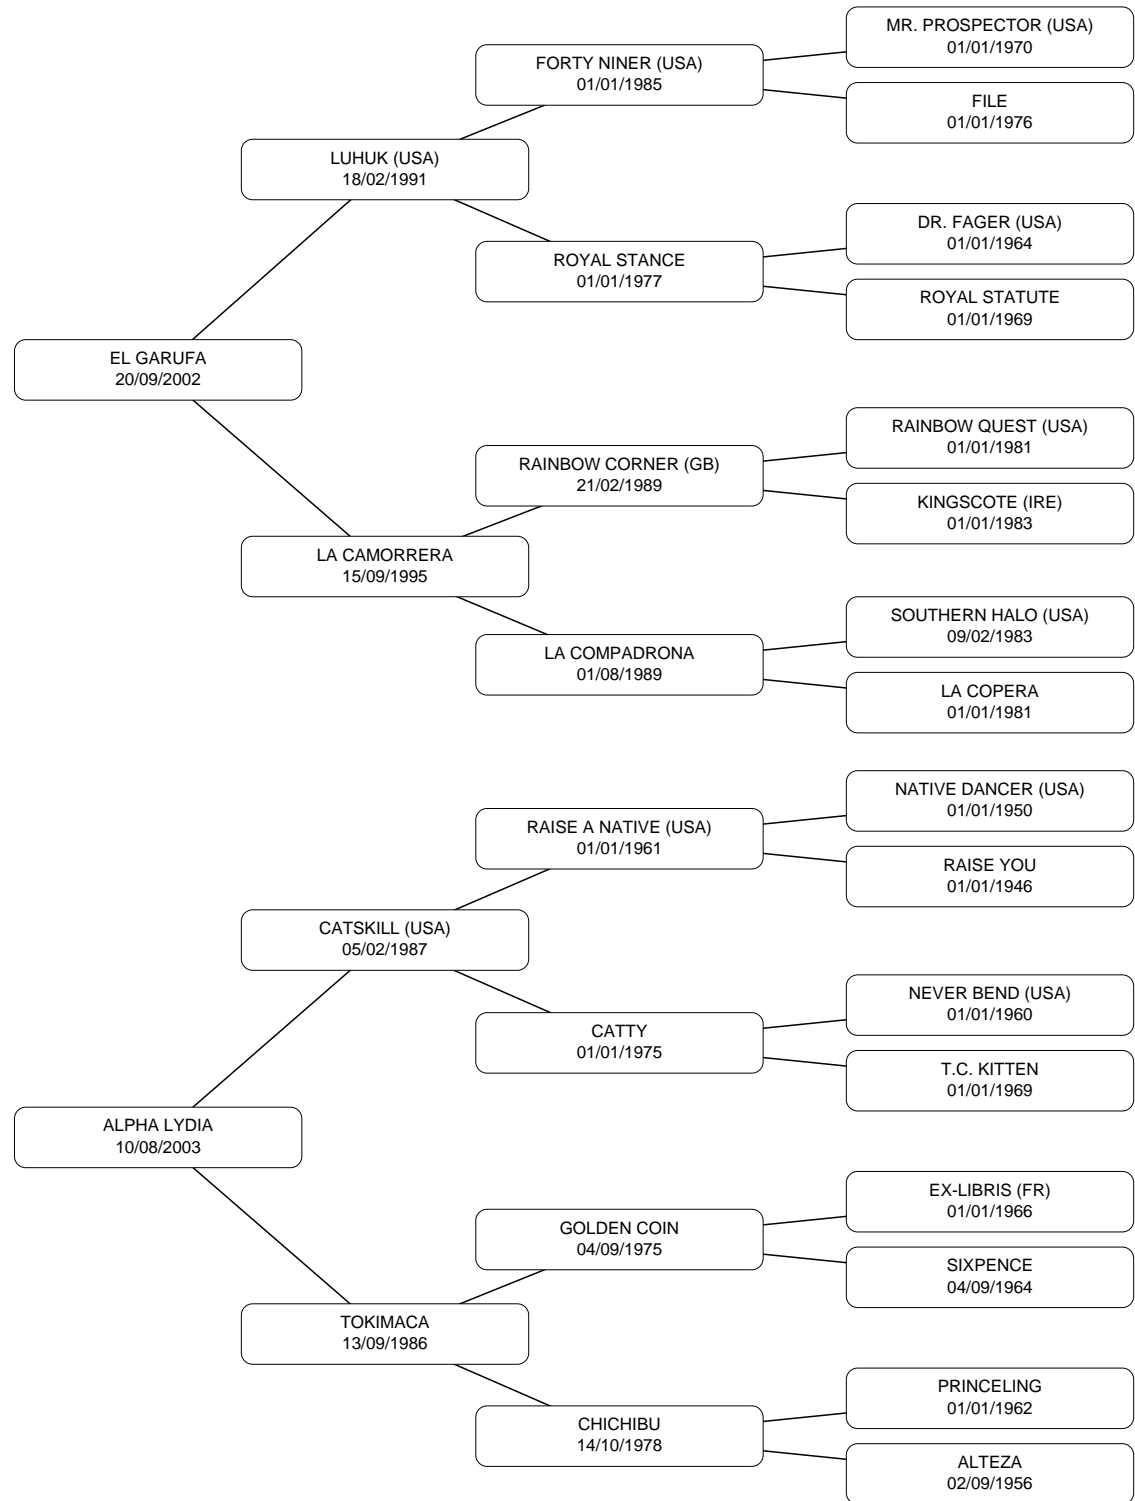 MR. PROSPECTOR (USA)
01/01/1970
FORTY NINER (USA)
01/01/1985
FILE
01/01/1976
LUHUK (USA)
18/02/1991
DR. FAGER (USA)
01/01/1964
ROYAL STANCE
01/01/1977
ROYAL STATUTE
01/01/1969
EL GARUFA
20/09/2002
RAINBOW QUEST (USA)
01/01/1981
RAINBOW CORNER (GB)
21/02/1989
KINGSCOTE (IRE)
01/01/1983
LA CAMORRERA
15/09/1995
SOUTHERN HALO (USA)
09/02/1983
LA COMPADRONA
01/08/1989
LA COPERA
01/01/1981
NATIVE DANCER (USA)
01/01/1950
RAISE A NATIVE (USA)
01/01/1961
RAISE YOU
01/01/1946
CATSKILL (USA)
05/02/1987
NEVER BEND (USA)
01/01/1960
CATTY
01/01/1975
T.C. KITTEN
01/01/1969
ALPHA LYDIA
10/08/2003
EX-LIBRIS (FR)
01/01/1966
GOLDEN COIN
04/09/1975
SIXPENCE
04/09/1964
TOKIMACA
13/09/1986
PRINCELING
01/01/1962
CHICHIBU
14/10/1978
ALTEZA
02/09/1956